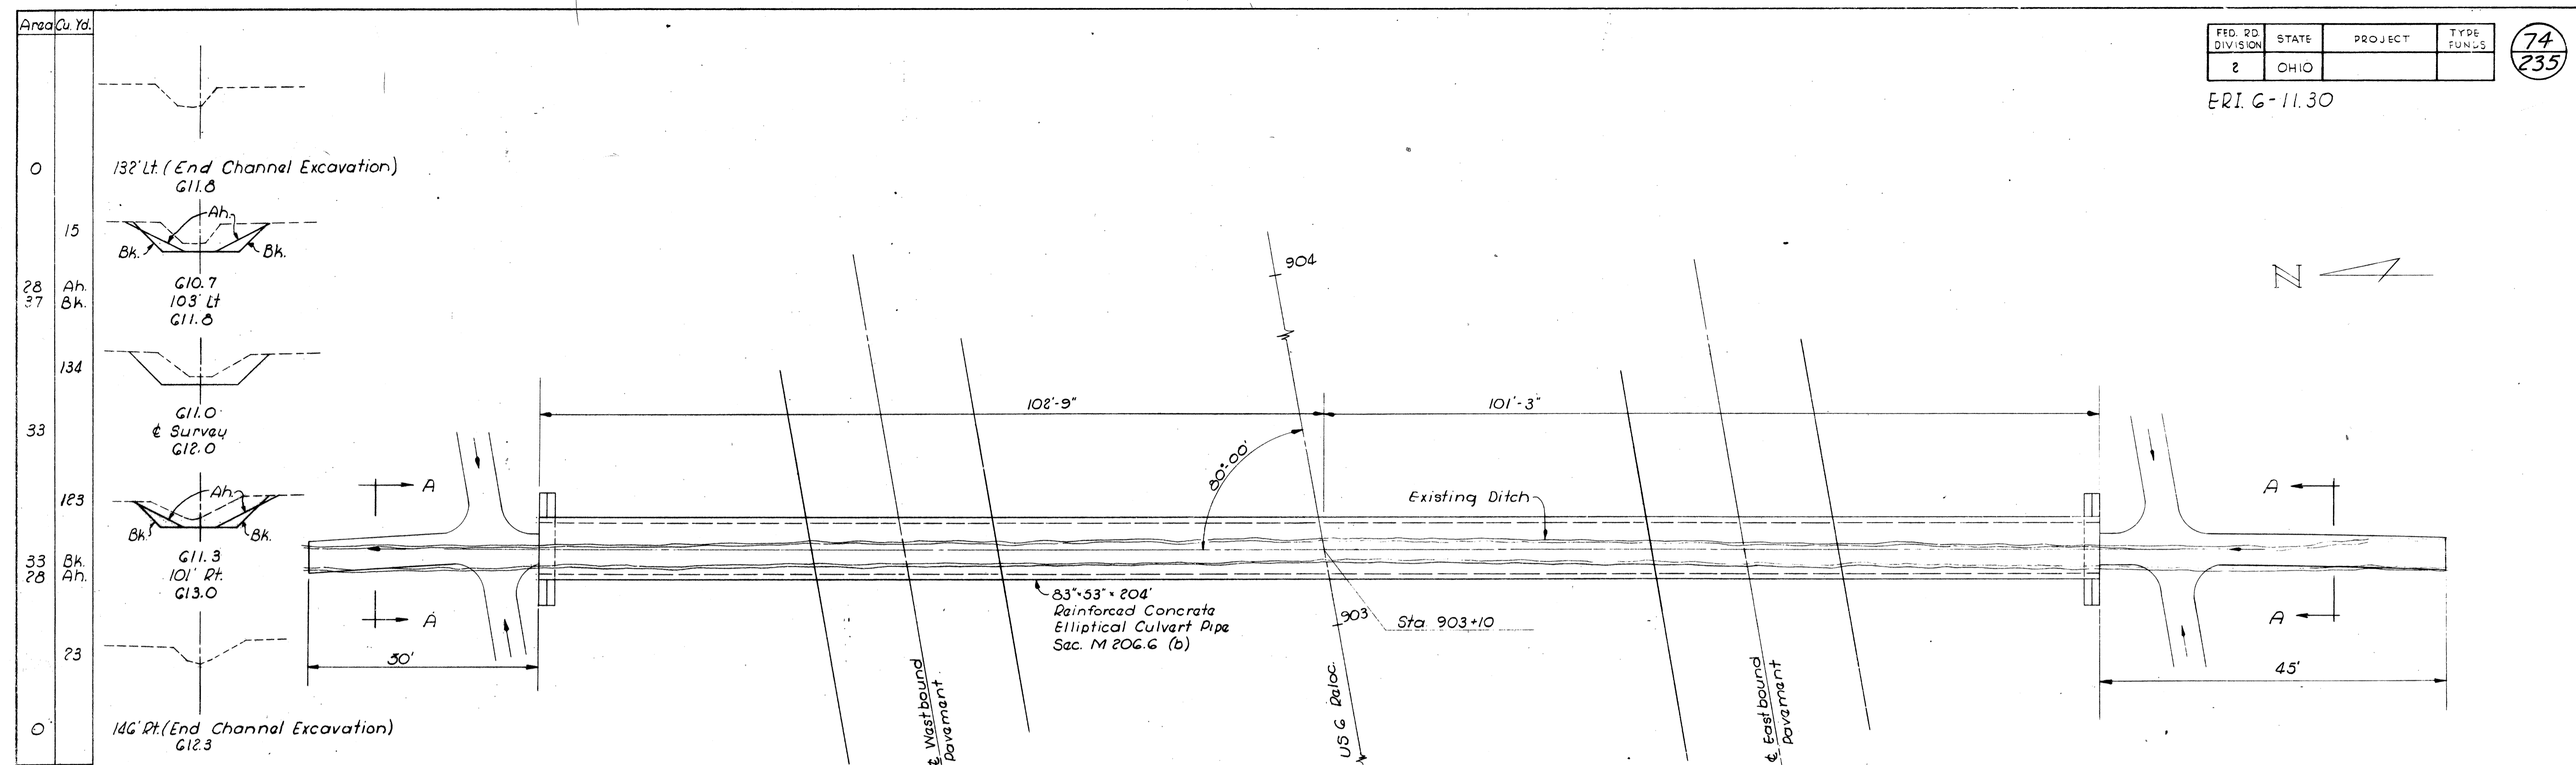 Area Cu. Yd.
FED. RD. DIVISION STATE PROJECT TYPE FUNDS
2 OHIO
74
235
ERI. 6-11.30
0
132' Lt. (End Channel Excavation)
611.8
15
Ah.
Bk. Bk.
610.7
28 Ah.
37 Bk.
103' Lt
611.8
134
611.0
33
℄ Survey
612.0
123
Ah.
Bk. Bk.
611.3
33 Bk.
28 Ah.
101' Rt.
613.0
23
0
146' Rt. (End Channel Excavation)
612.3
904
N
102'-9"
101'-3"
80°00'
A
A
Existing Ditch
A
A
83"×53"×204'
Reinforced Concrete
Elliptical Culvert Pipe
Sec. M 206.6 (b)
903
Sta. 903+10
30'
45'
℄ Westbound
Pavement
US 6 Reloc.
℄ Eastbound
Pavement